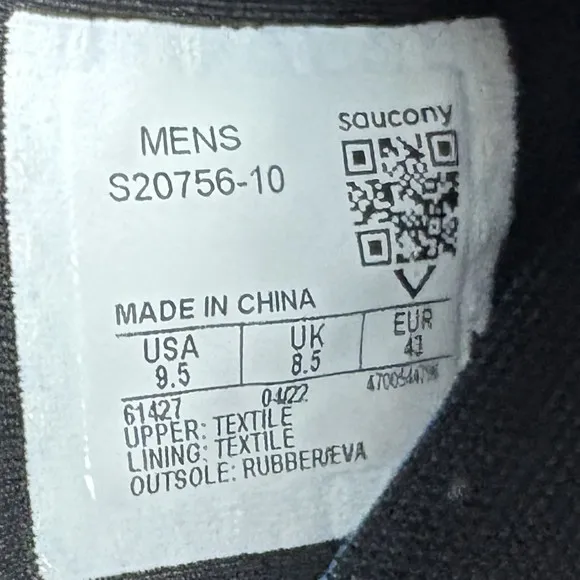 saucony
MENS
S20756-10
MADE IN CHINA
USA UK EUR
9.5 8.5
61427 04/22
UPPER: TEXTILE
LINING: TEXTILE
OUTSOLE: RUBBER/EVA